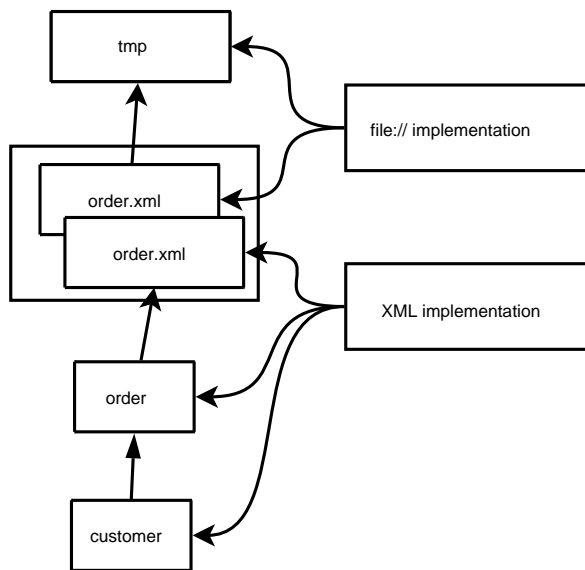 tmp
file:// implementation
order.xml
order.xml
XML implementation
order
customer